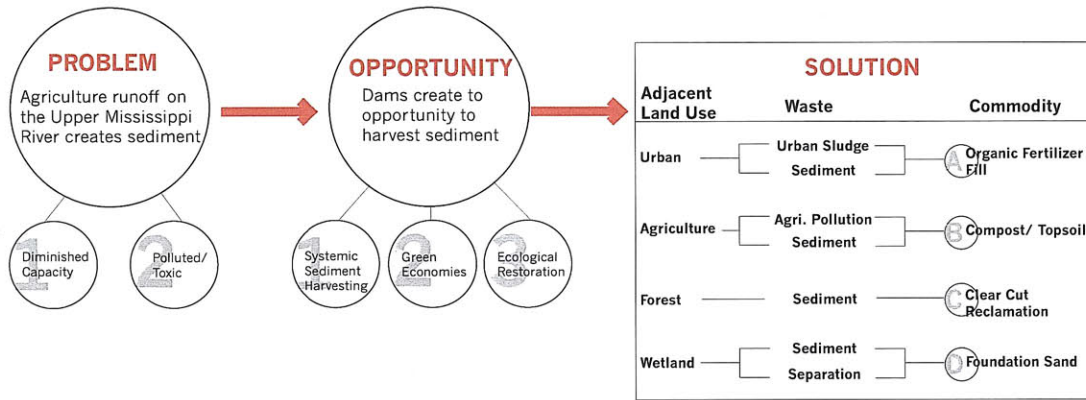 PROBLEM
Agriculture runoff on
the Upper Mississippi
River creates sediment
1
Diminished
Capacity
2
Polluted/
Toxic
OPPORTUNITY
Dams create to
opportunity to
harvest sediment
1
Systemic
Sediment
Harvesting
2
Green
Economies
3
Ecological
Restoration
SOLUTION
Adjacent
Land Use
Waste
Commodity
Urban
Urban Sludge
Sediment
A
Organic Fertilizer
Fill
Agriculture
Agri. Pollution
Sediment
B
Compost/ Topsoil
Forest
Sediment
C
Clear Cut
Reclamation
Wetland
Sediment
Separation
D
Foundation Sand